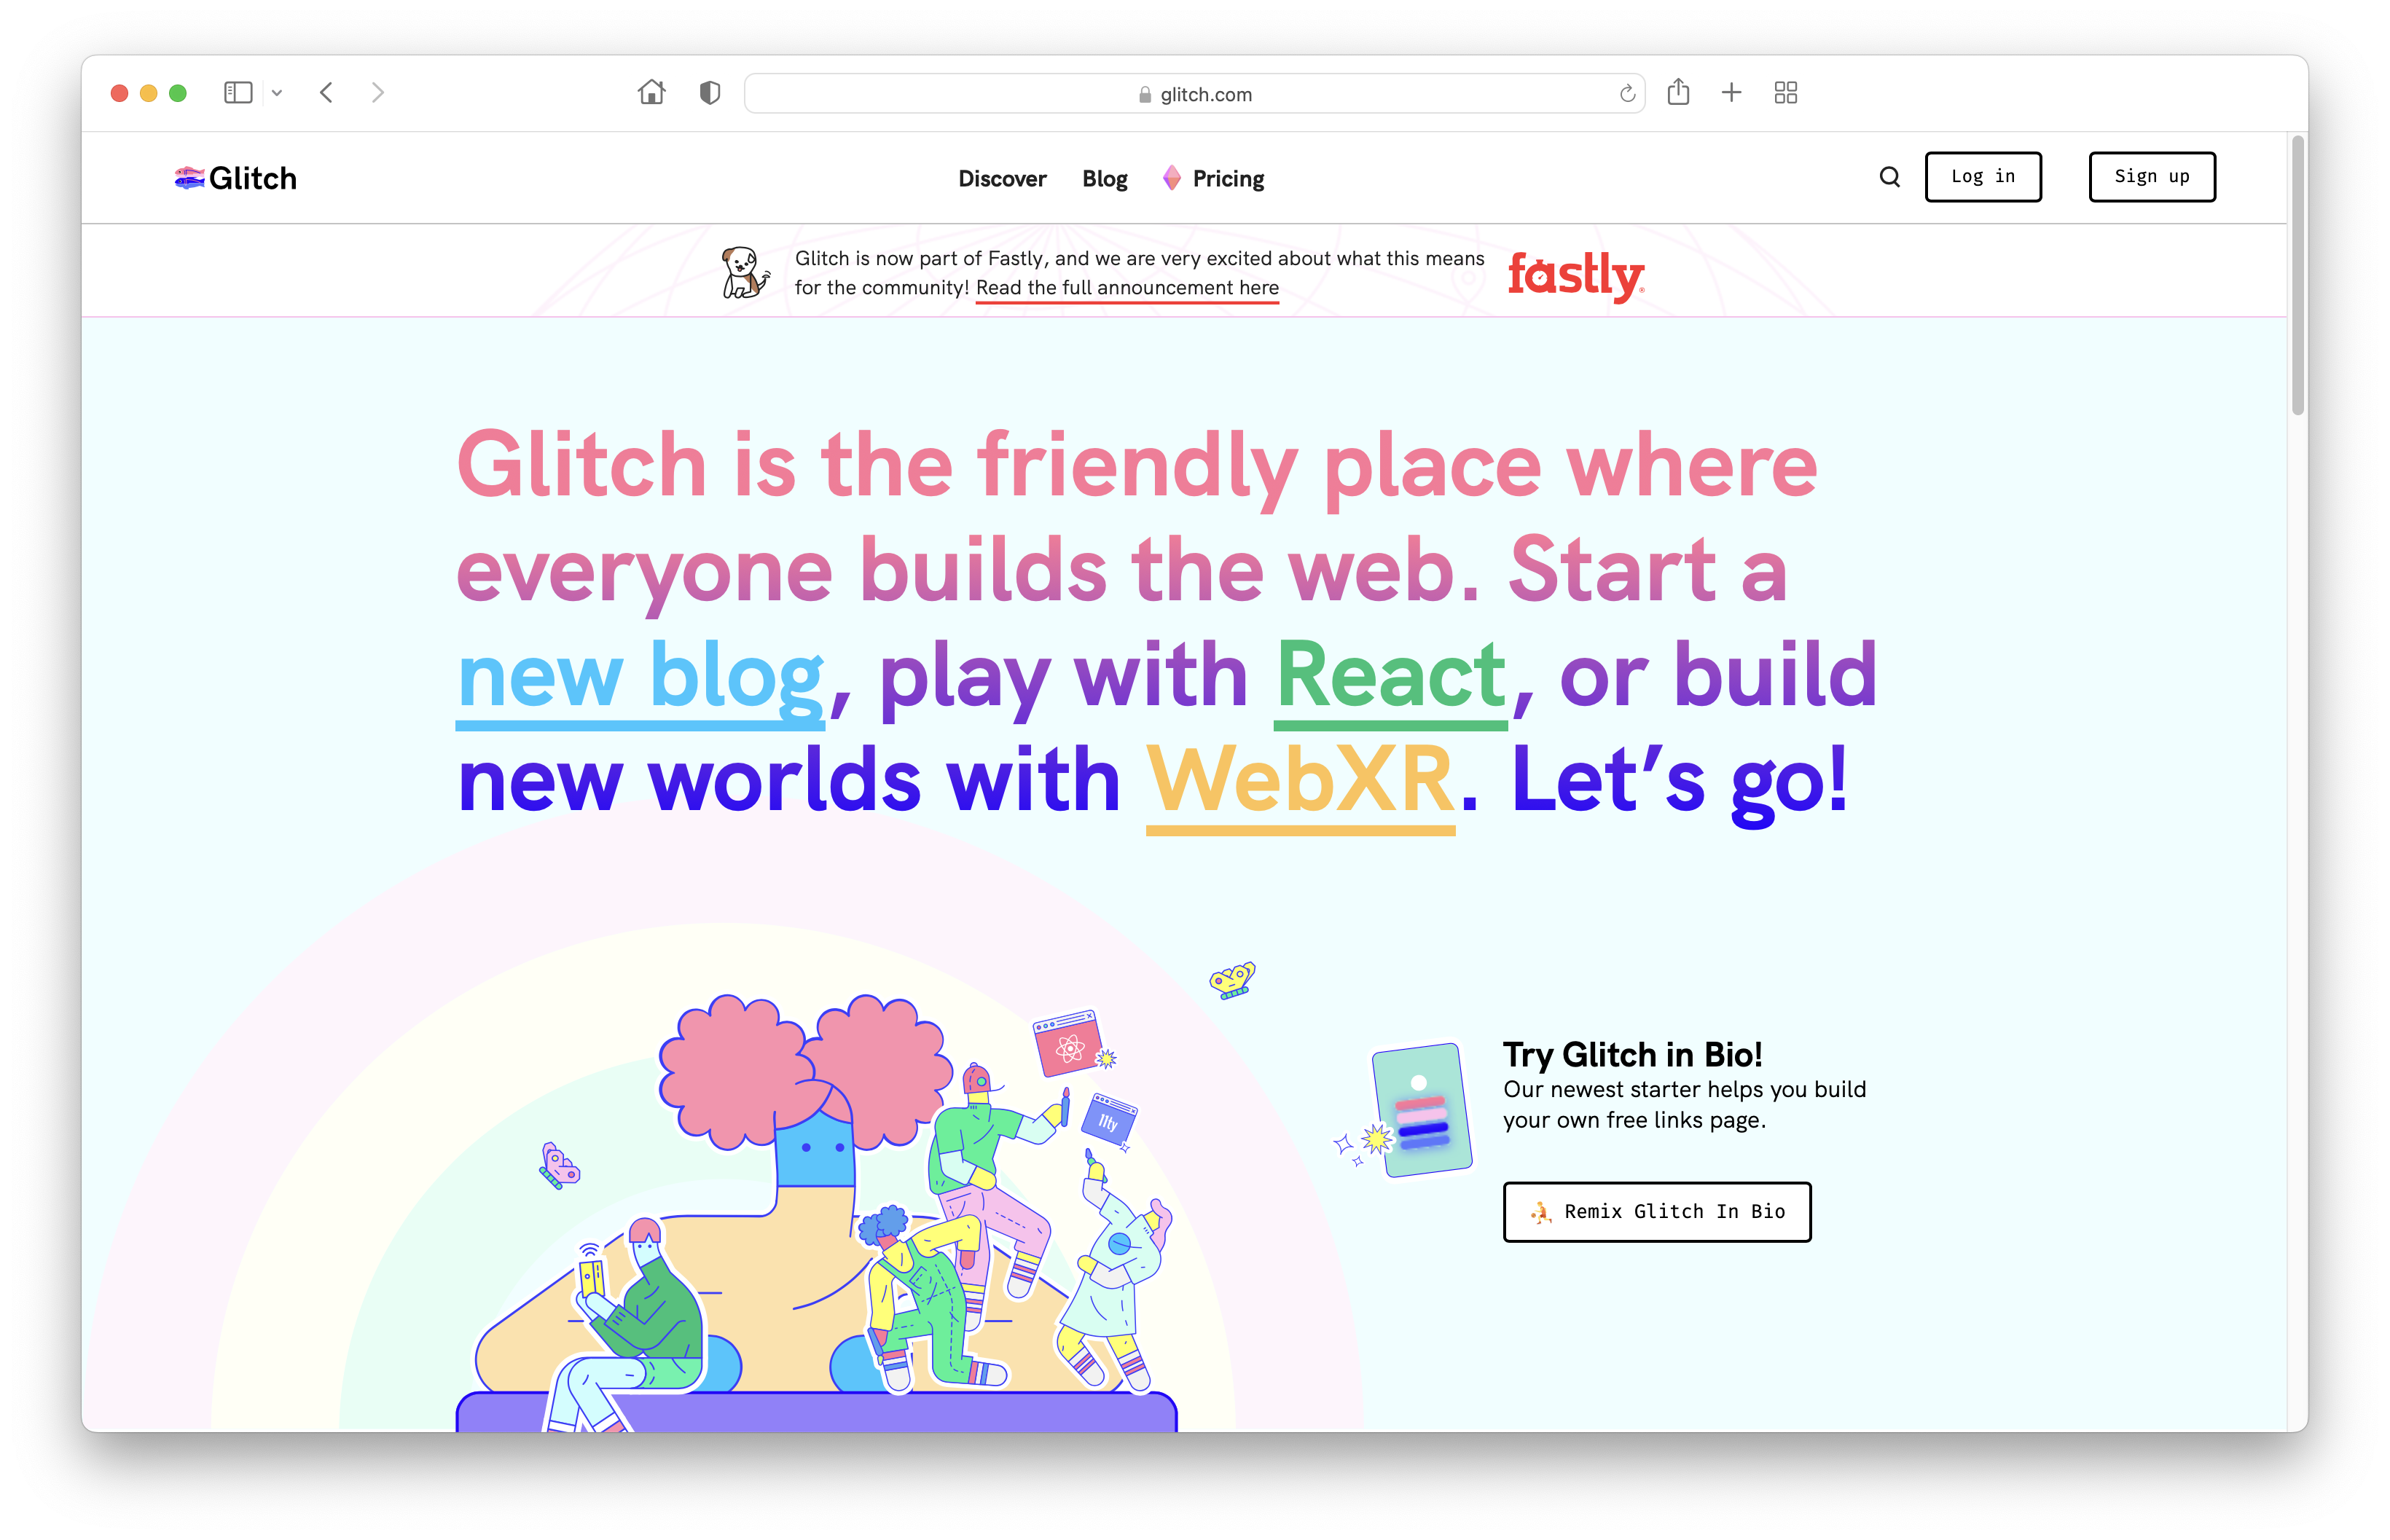 glitch.com
Glitch
Discover
Blog
Pricing
Log in
Sign up
Glitch is now part of Fastly, and we are very excited about what this means
for the community! Read the full announcement here
fastly
Glitch is the friendly place where
everyone builds the web. Start a
new blog, play with React, or build
new worlds with WebXR. Let’s go!
11ty
Try Glitch in Bio!
Our newest starter helps you build
your own free links page.
Remix Glitch In Bio